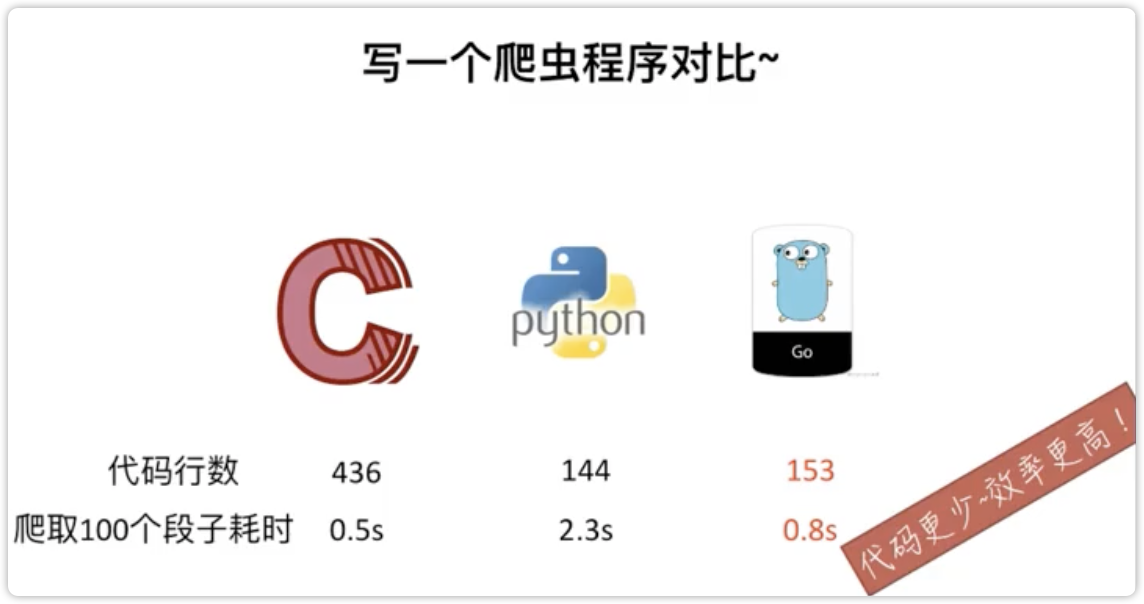 写一个爬虫程序对比~
python
Go
代码行数 436 144 153
爬取100个段子耗时 0.5s 2.3s 0.8s
代码更少~效率更高！